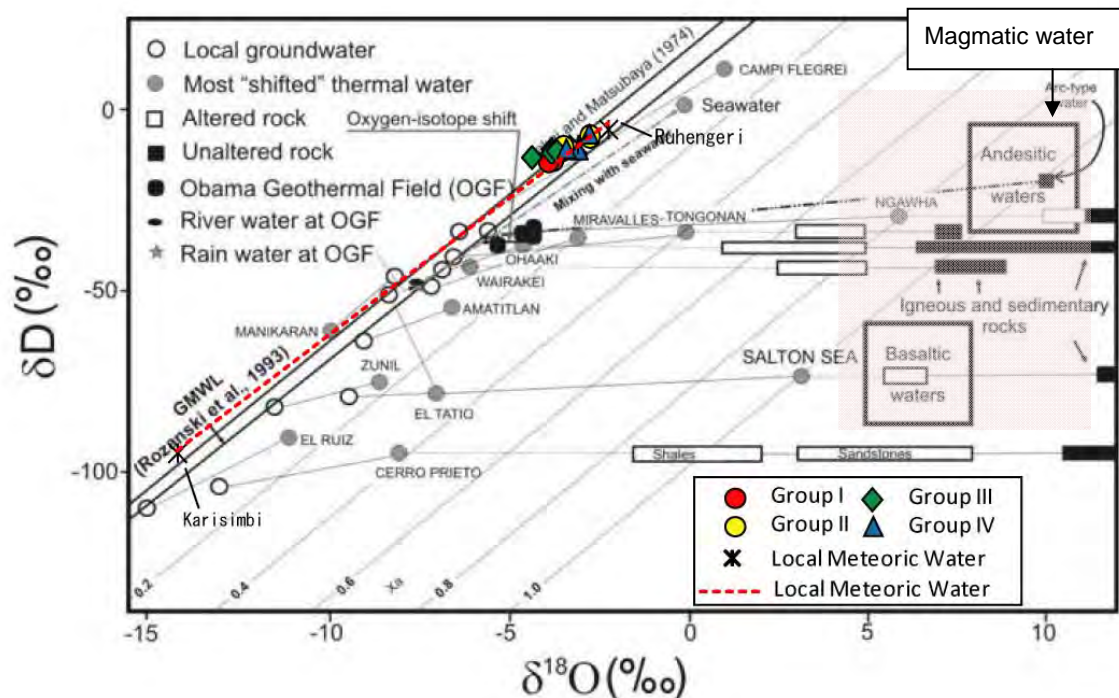 Magmatic water
Local groundwater
Most "shifted" thermal water
Altered rock
Unaltered rock
Obama Geothermal Field (OGF)
River water at OGF
Rain water at OGF
Oxygen-isotope shift
and Matsubaya (1974)
CAMPI FLEGREI
Seawater
Ruhengeri
Mixing with seawater
Arc-type
water
Andesitic
waters
NGAWHA
MIRAVALLES
TONGONAN
OHAAKI
WAIRAKEI
AMATITLAN
MANIKARAN
ZUNIL
EL TATIO
EL RUIZ
CERRO PRIETO
SALTON SEA
Igneous and sedimentary
rocks
Basaltic
waters
Shales
Sandstones
GMWL
(Rozanski et al., 1993)
Karisimbi
0.2
0.4
0.6
Xa
0.8
1.0
Group I
Group III
Group II
Group IV
Local Meteoric Water
Local Meteoric Water
0
-50
-100
δD (‰)
-15
-10
-5
0
5
10
δ¹⁸O (‰)